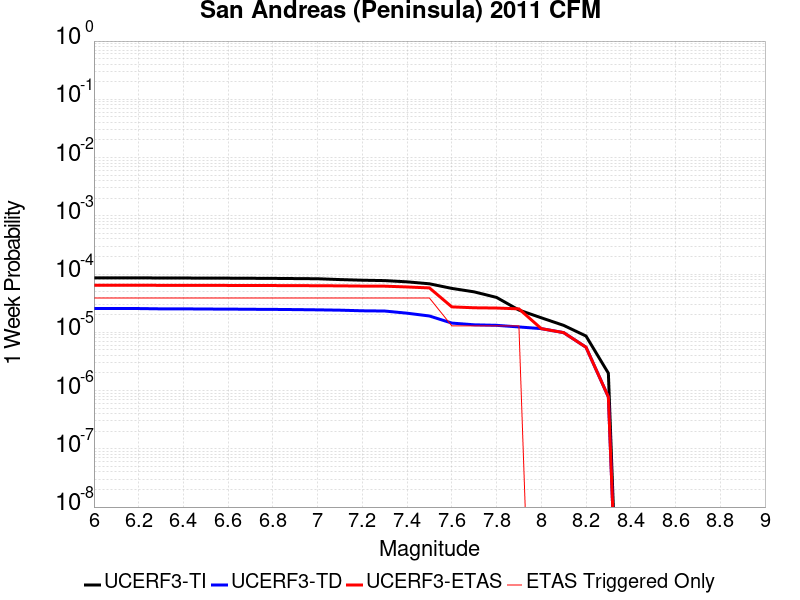 San Andreas (Peninsula) 2011 CFM
1 Week Probability
10^0
10^-1
10^-2
10^-3
10^-4
10^-5
10^-6
10^-7
10^-8
6 6.2 6.4 6.6 6.8 7 7.2 7.4 7.6 7.8 8 8.2 8.4 8.6 8.8 9
Magnitude
UCERF3-TI UCERF3-TD UCERF3-ETAS ETAS Triggered Only